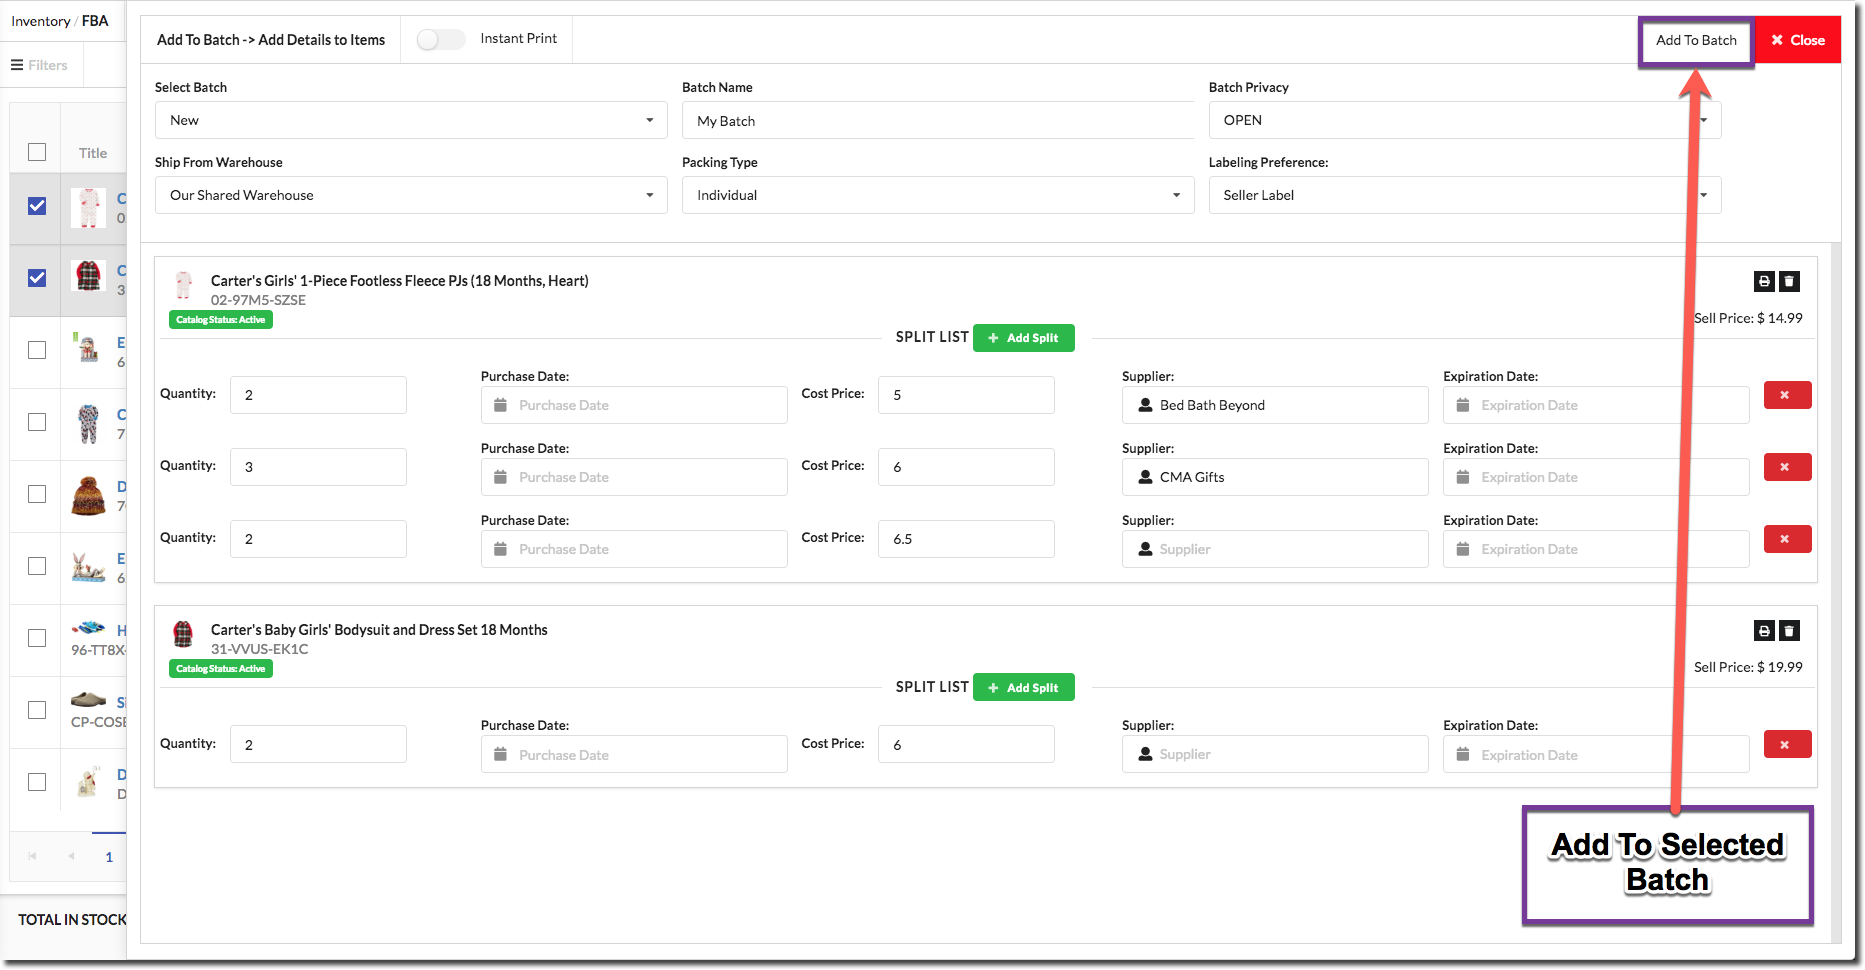 Inventory / FBA
Filters
Title
C
0
C
3
E
6
C
7
D
7
E
6
H
96-TT8X
S
CP-COSE
D
D
1
TOTAL IN STOCK
Add To Batch -> Add Details to Items
Instant Print
Add To Batch
Close
Select Batch
Batch Name
Batch Privacy
New
My Batch
OPEN
Ship From Warehouse
Packing Type
Labeling Preference:
Our Shared Warehouse
Individual
Seller Label
Carter's Girls' 1-Piece Footless Fleece PJs (18 Months, Heart)
02-97M5-SZSE
Catalog Status: Active
Sell Price: $ 14.99
SPLIT LIST + Add Split
Quantity: 2 Purchase Date: Purchase Date Cost Price: 5 Supplier: Bed Bath Beyond Expiration Date: Expiration Date
Quantity: 3 Purchase Date: Purchase Date Cost Price: 6 Supplier: CMA Gifts Expiration Date: Expiration Date
Quantity: 2 Purchase Date: Purchase Date Cost Price: 6.5 Supplier: Supplier Expiration Date: Expiration Date
Carter's Baby Girls' Bodysuit and Dress Set 18 Months
31-VVUS-EK1C
Catalog Status: Active
Sell Price: $ 19.99
SPLIT LIST + Add Split
Quantity: 2 Purchase Date: Purchase Date Cost Price: 6 Supplier: Supplier Expiration Date: Expiration Date
Add To Selected
Batch